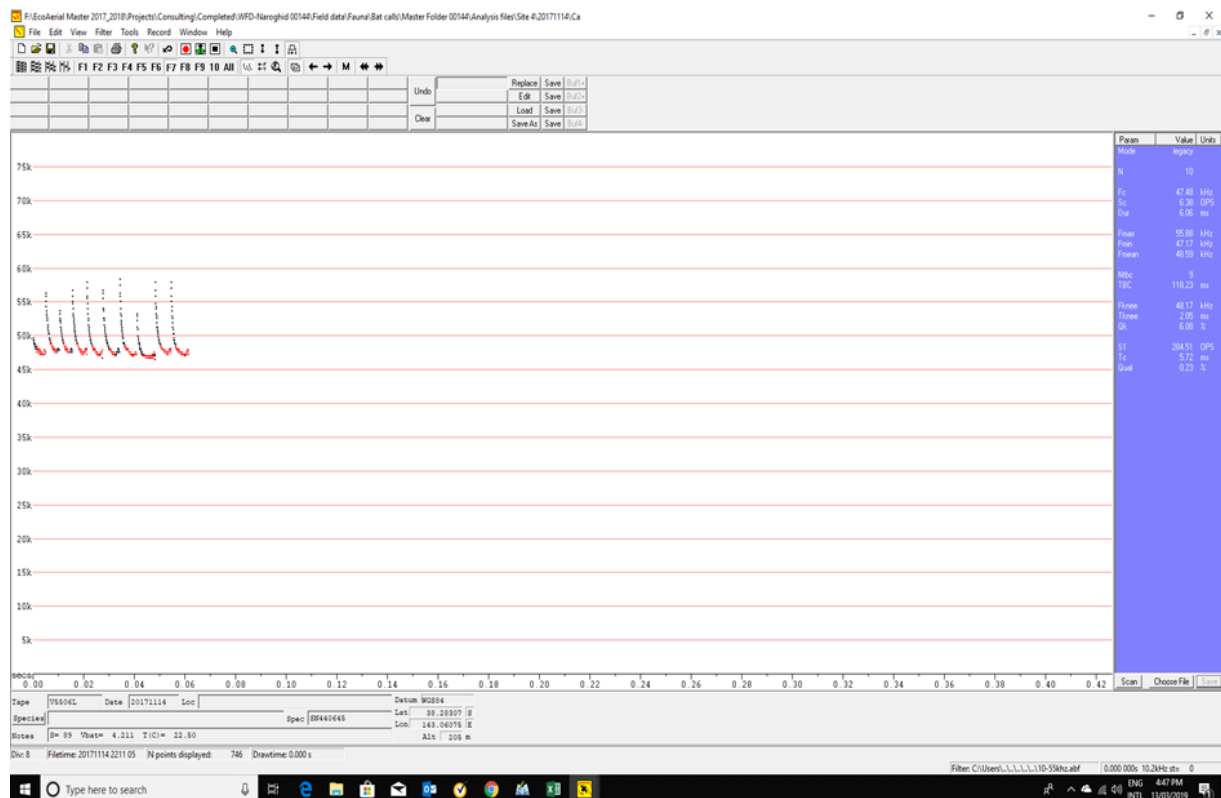 F:\EcoAerial Master 2017_2018\Projects\Consulting\Completed\WFD-Naroghid 00144\Field data\Fauna\Bat calls\Master Folder 00144\Analysis files\Site 4\20171114\Ca
File Edit View Filter Tools Record Window Help
F1 F2 F3 F4 F5 F6 F7 F8 F9 10 All M
Undo Replace Save Buf1+
Edit Save Buf2+
Clear Load Save Buf3-
Save As Save Buf4-
Param Value Units
Mode legacy
N 10
Fc 47.48 kHz
Sc 6.38 OPS
Dur 6.06 ms
Fmax 55.88 kHz
Fmin 47.17 kHz
Fmean 48.59 kHz
Ntbc 9
TBC 118.23 ms
Fknee 48.17 kHz
Tknee 2.05 ms
Qk 6.08 %
S1 284.51 OPS
Tc 5.72 ms
Qual 0.23 %
75k
70k
65k
60k
55k
50k
45k
40k
35k
30k
25k
20k
15k
10k
5k
secs
0.00 0.02 0.04 0.06 0.08 0.10 0.12 0.14 0.16 0.18 0.20 0.22 0.24 0.26 0.28 0.30 0.32 0.34 0.36 0.38 0.40 0.42
Scan Choose File Save
Tape V5506L Date 20171114 Loc Datum WGS84
Species Spec SN440645 Lat 38.28307 S
Lon 143.06075 E
Notes S= 89 Vbat= 4.211 T(C)= 22.50 Alt 205 m
Div: 8 Filetime: 20171114 2211 05 N points displayed: 746 Drawtime: 0.000 s
Filter: C:\Users\..\..\..\..\..\10-55khz.abf 0.000 000s 10.2kHz st= 0
Type here to search
ENG 4:47 PM
INTL 13/03/2019